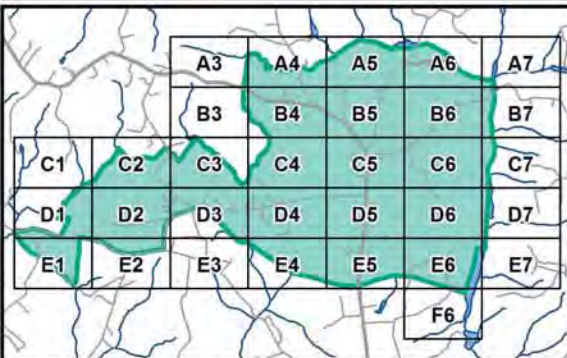 A3 A4 A5 A6 A7
B3 B4 B5 B6 B7
C1 C2 C3 C4 C5 C6 C7
D1 D2 D3 D4 D5 D6 D7
E1 E2 E3 E4 E5 E6 E7
F6